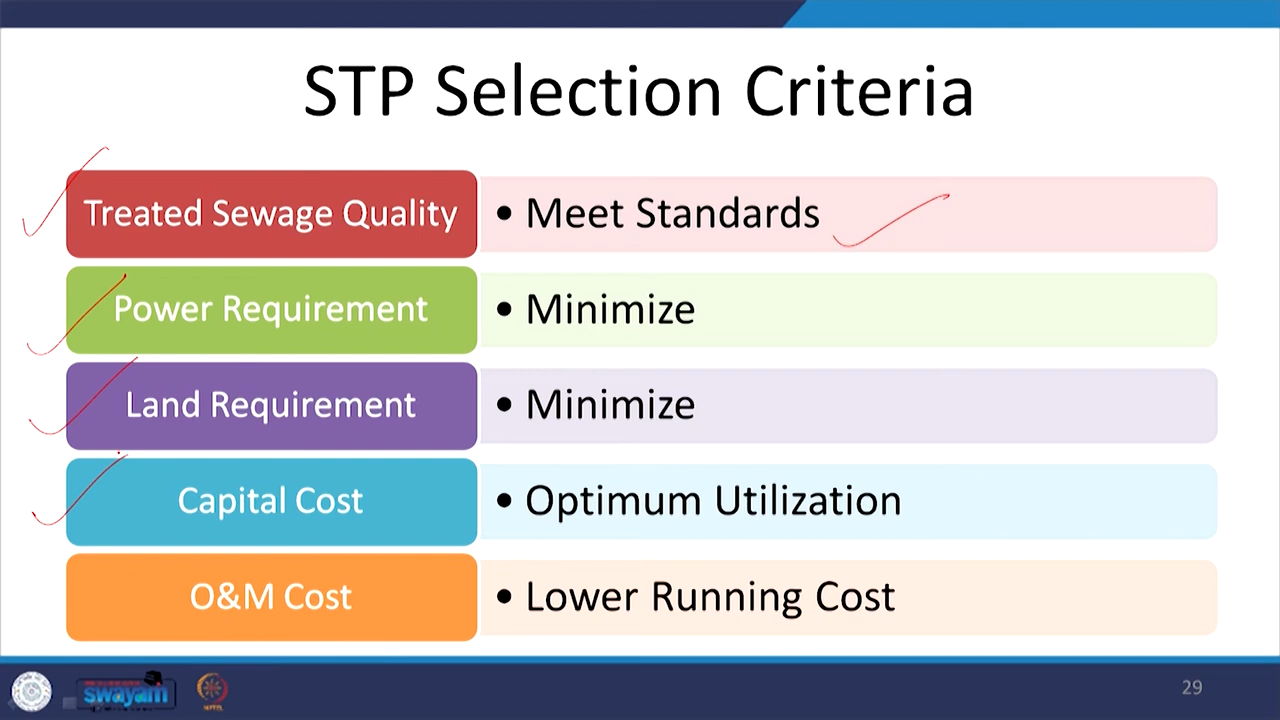 STP Selection Criteria
Treated Sewage Quality
• Meet Standards
Power Requirement
• Minimize
Land Requirement
• Minimize
Capital Cost
• Optimum Utilization
O&M Cost
• Lower Running Cost
swayam
29